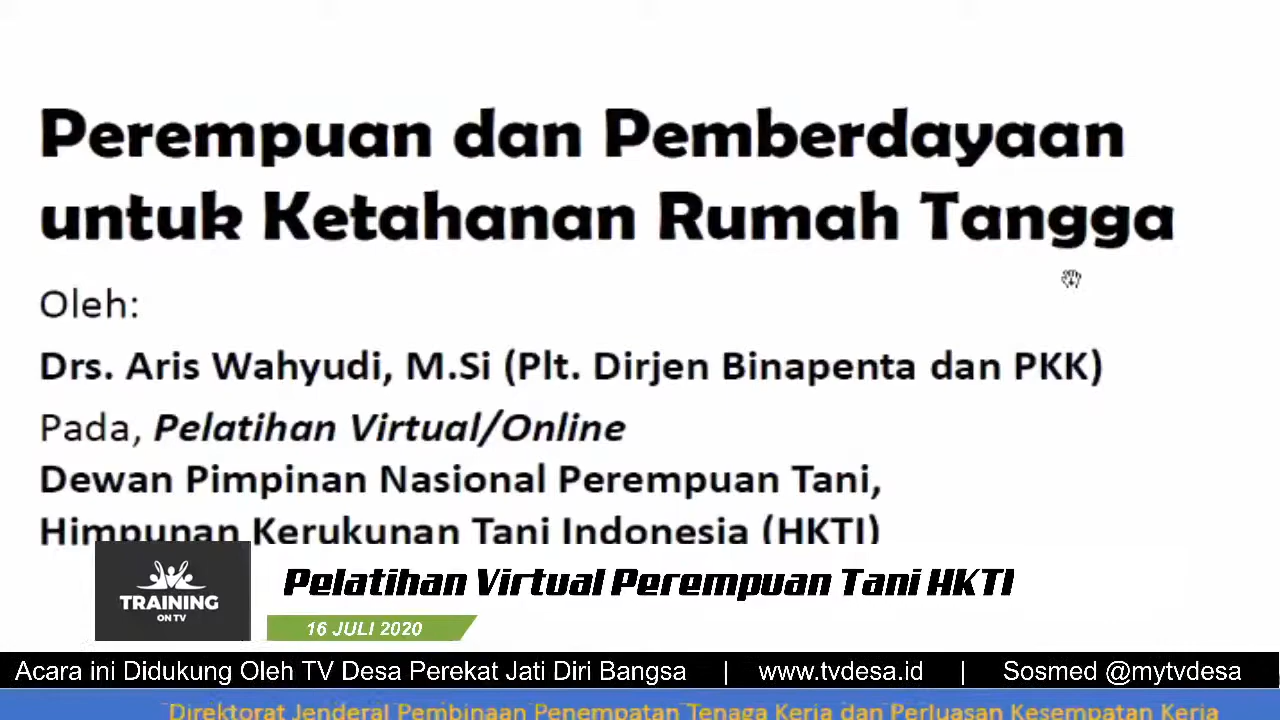 Perempuan dan Pemberdayaan
untuk Ketahanan Rumah Tangga
Oleh:
Drs. Aris Wahyudi, M.Si (Plt. Dirjen Binapenta dan PKK)
Pada, Pelatihan Virtual/Online
Dewan Pimpinan Nasional Perempuan Tani,
Himpunan Kerukunan Tani Indonesia (HKTI)
TRAINING
ON TV
Pelatihan Virtual Perempuan Tani HKTI
16 JULI 2020
Acara ini Didukung Oleh TV Desa Perekat Jati Diri Bangsa | www.tvdesa.id | Sosmed @mytvdesa
Direktorat Jenderal Pembinaan Penempatan Tenaga Kerja dan Perluasan Kesempatan Kerja